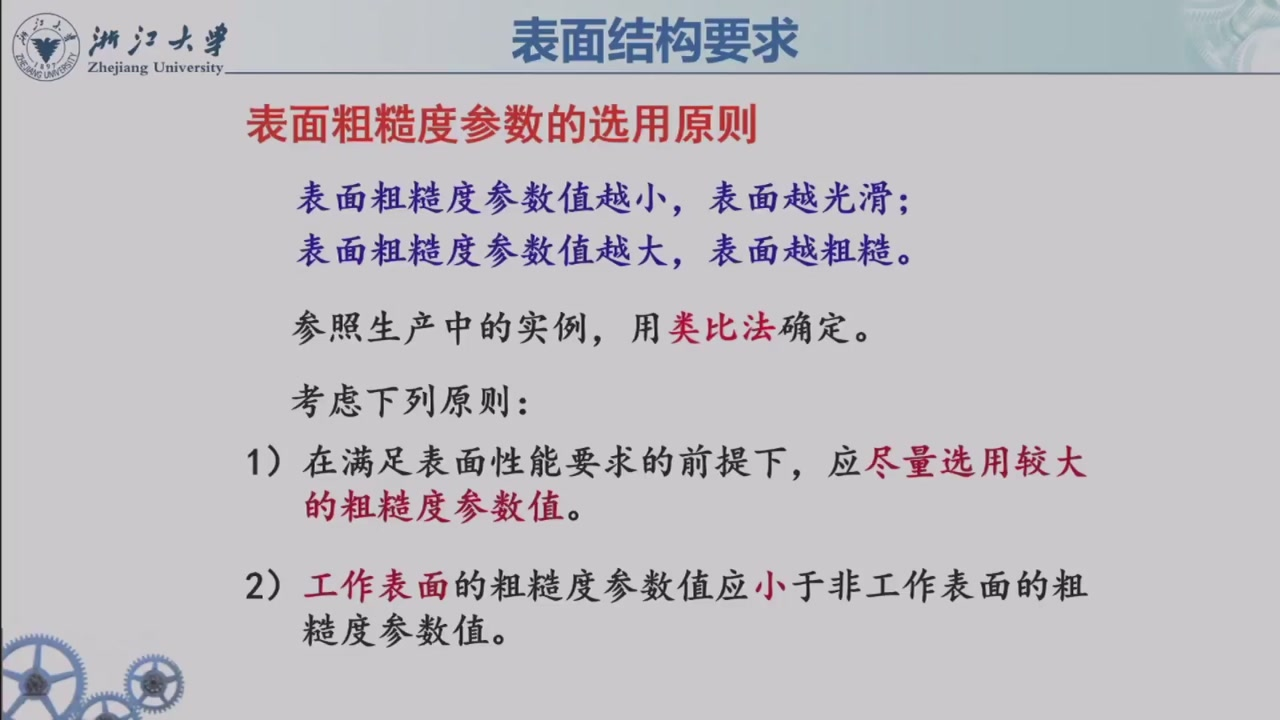 浙江大学
Zhejiang University
表面结构要求
表面粗糙度参数的选用原则
表面粗糙度参数值越小，表面越光滑；
表面粗糙度参数值越大，表面越粗糙。
参照生产中的实例，用类比法确定。
考虑下列原则：
1）在满足表面性能要求的前提下，应尽量选用较大
的粗糙度参数值。
2）工作表面的粗糙度参数值应小于非工作表面的粗
糙度参数值。